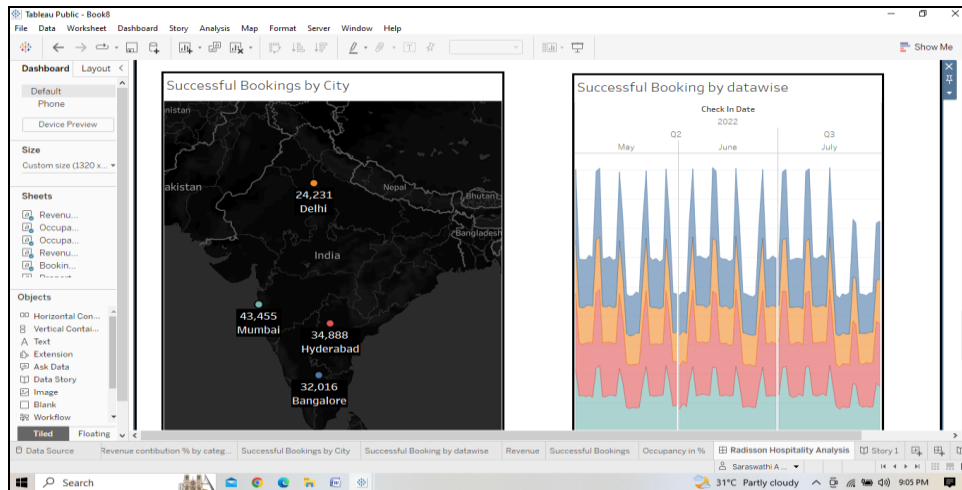 Tableau Public - Book8
File Data Worksheet Dashboard Story Analysis Map Format Server Window Help
Show Me
Dashboard Layout
Default
Phone
Device Preview
Size
Custom size (1320 x...
Sheets
Revenu...
Occupa...
Occupa...
Revenu...
Bookin...
Objects
Horizontal Con...
Vertical Contai...
A Text
Extension
Ask Data
Data Story
Image
Blank
Workflow
Tiled Floating
Successful Bookings by City
nistan
akistan
Nepal
Bhutan
Bangladesh
24,231
Delhi
India
43,455
Mumbai
34,888
Hyderabad
32,016
Bangalore
Successful Booking by datawise
Check In Date
2022
Q2 Q3
May June July
Data Source Revenue contibution % by categ... Successful Bookings by City Successful Booking by datawise Revenue Successful Bookings Occupancy in % Radisson Hospitality Analysis Story 1
Saraswathi A...
Search
31°C Partly cloudy 9:05 PM